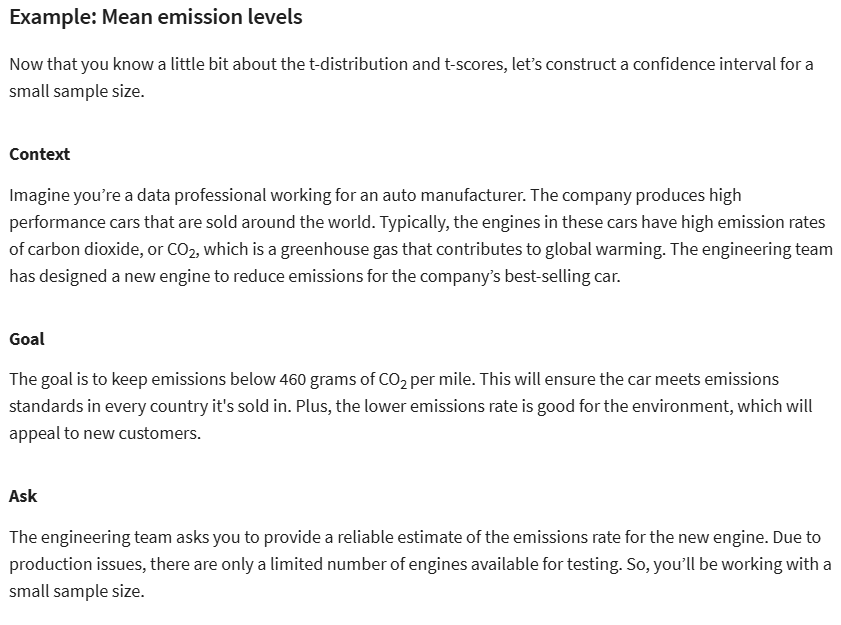 Example: Mean emission levels
Now that you know a little bit about the t-distribution and t-scores, let’s construct a confidence interval for a
small sample size.
Context
Imagine you’re a data professional working for an auto manufacturer. The company produces high
performance cars that are sold around the world. Typically, the engines in these cars have high emission rates
of carbon dioxide, or CO₂, which is a greenhouse gas that contributes to global warming. The engineering team
has designed a new engine to reduce emissions for the company’s best-selling car.
Goal
The goal is to keep emissions below 460 grams of CO₂ per mile. This will ensure the car meets emissions
standards in every country it's sold in. Plus, the lower emissions rate is good for the environment, which will
appeal to new customers.
Ask
The engineering team asks you to provide a reliable estimate of the emissions rate for the new engine. Due to
production issues, there are only a limited number of engines available for testing. So, you’ll be working with a
small sample size.